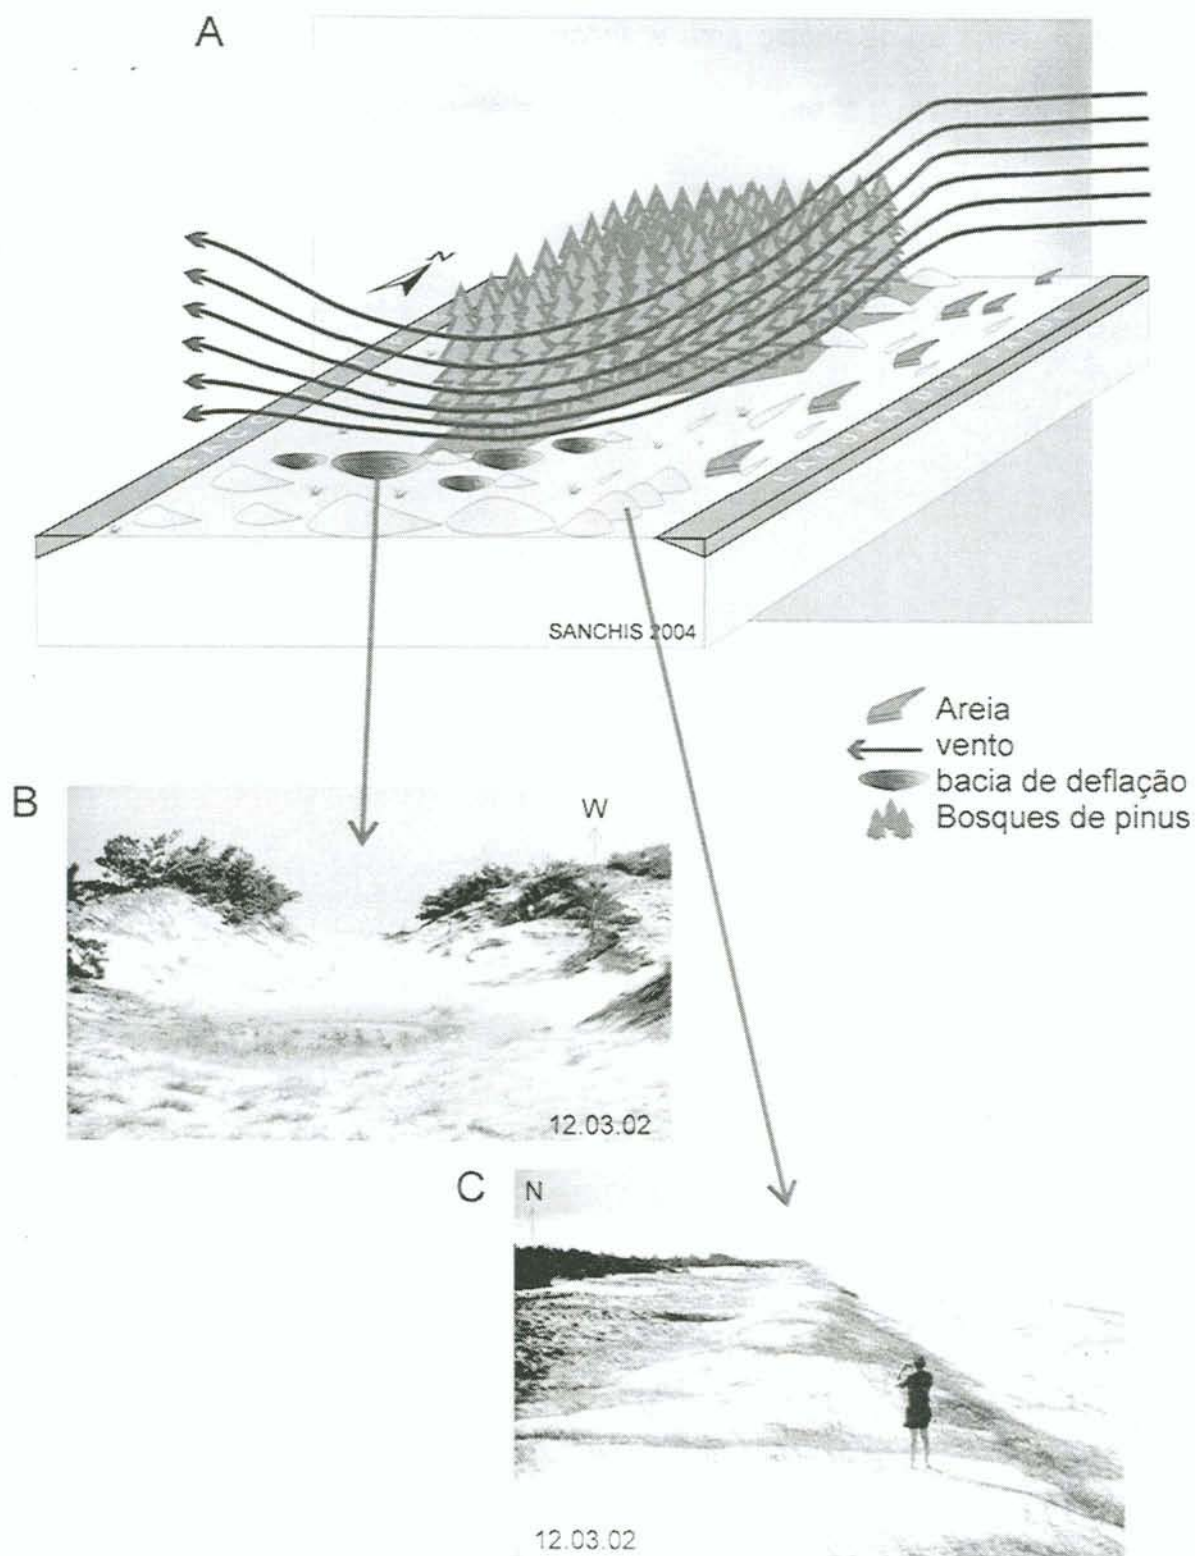 A
N
SANCHIS 2004
Areia
vento
bacia de deflação
Bosques de pinus
B
W
12.03.02
C
N
12.03.02